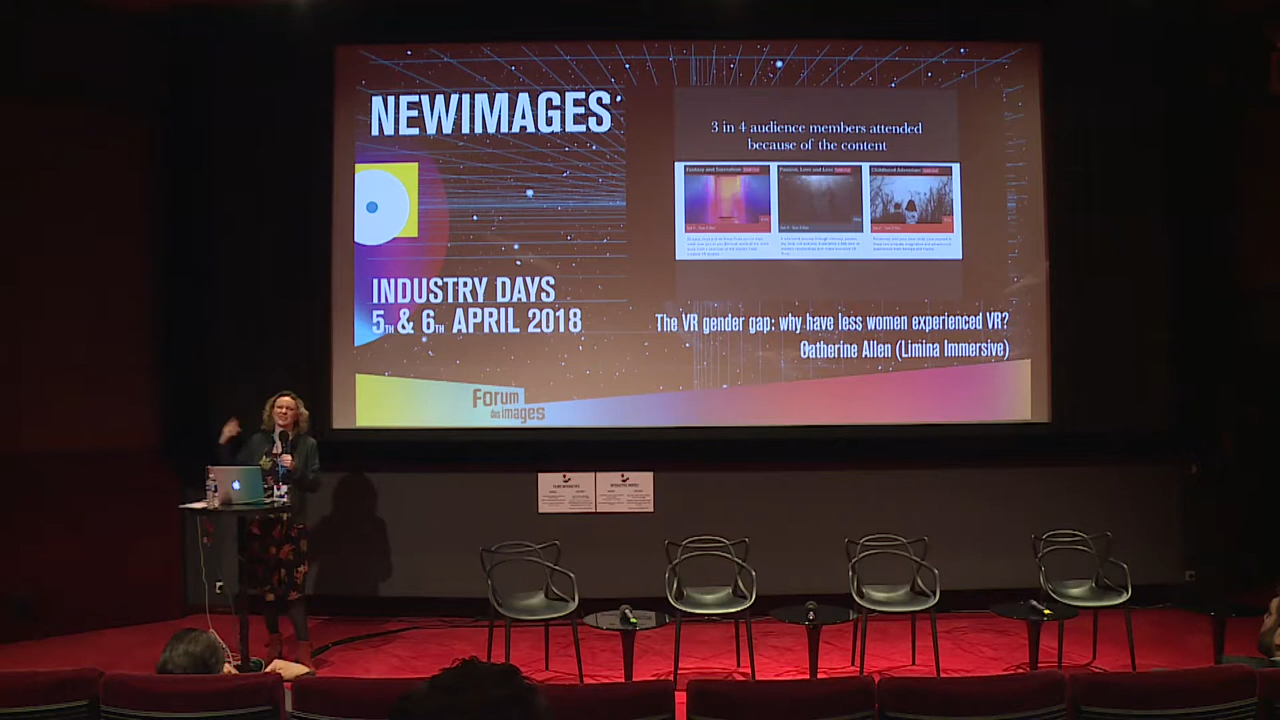 NEWIMAGES
INDUSTRY DAYS
5TH & 6TH APRIL 2018
Forum
des images
3 in 4 audience members attended
because of the content
Fantasy and Surrealism
Passion, Love and Loss
Childhood Adventure
The VR gender gap: why have less women experienced VR?
Catherine Allen (Limina Immersive)